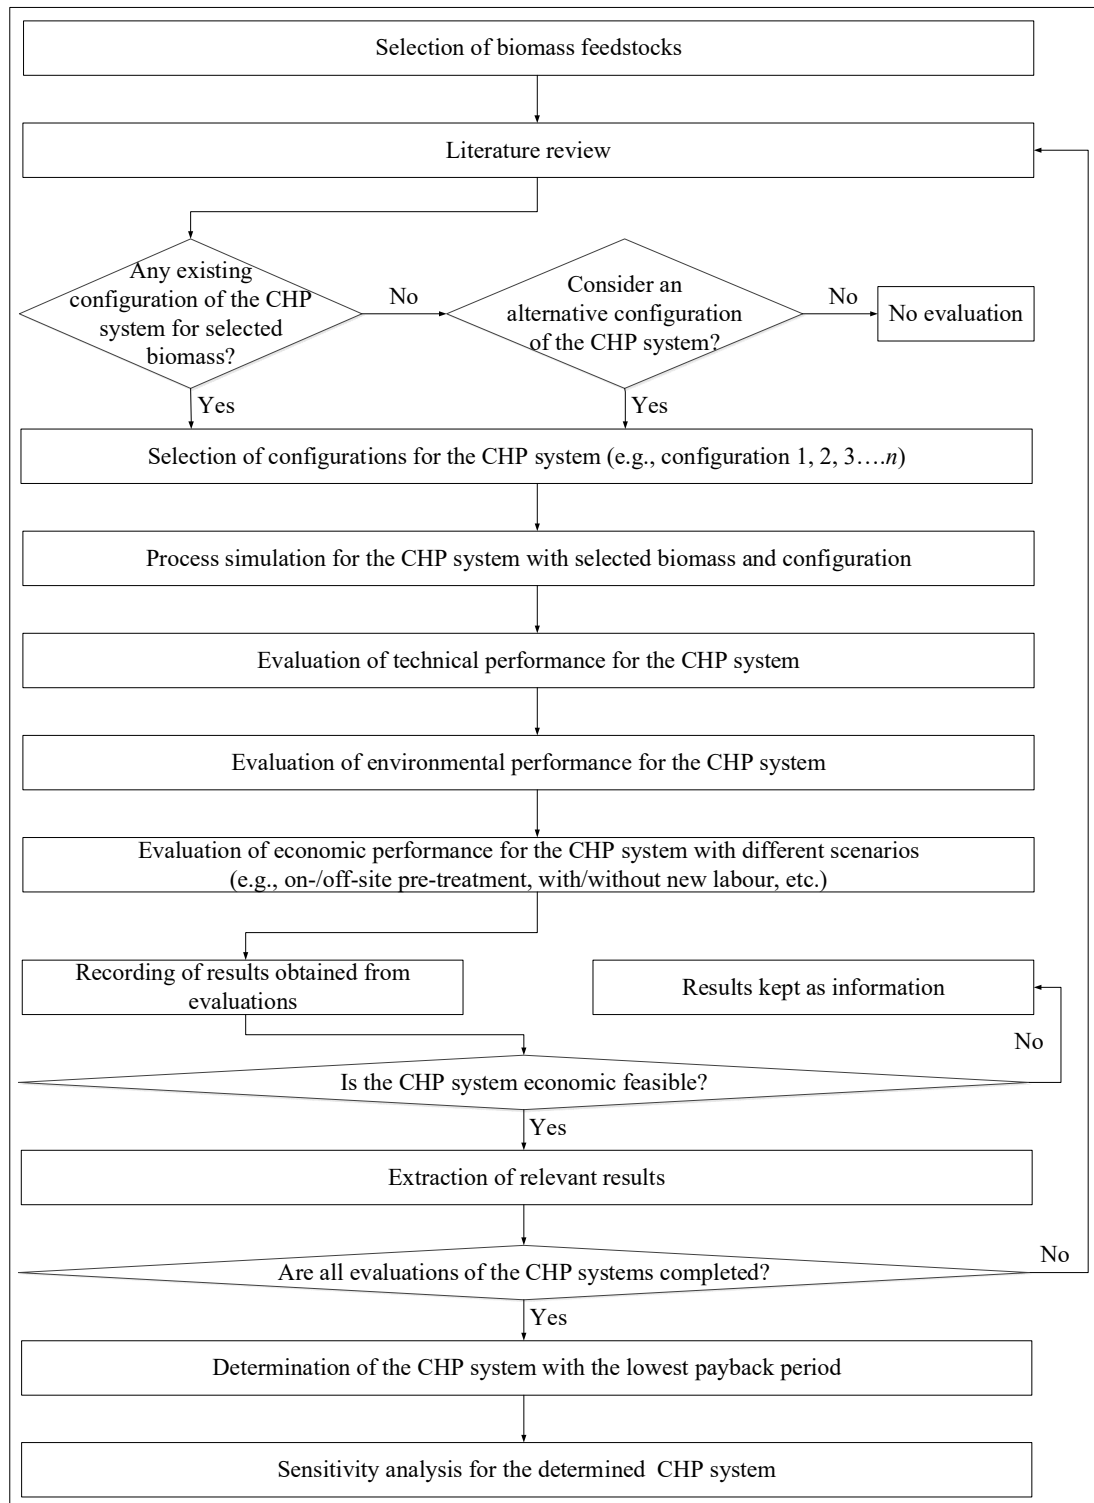 Selection of biomass feedstocks
Literature review
Any existing
configuration of the CHP
system for selected
biomass?
No
Consider an
alternative configuration
of the CHP system?
No
No evaluation
Yes
Yes
Selection of configurations for the CHP system (e.g., configuration 1, 2, 3….n)
Process simulation for the CHP system with selected biomass and configuration
Evaluation of technical performance for the CHP system
Evaluation of environmental performance for the CHP system
Evaluation of economic performance for the CHP system with different scenarios
(e.g., on-/off-site pre-treatment, with/without new labour, etc.)
Recording of results obtained from
evaluations
Results kept as information
No
Is the CHP system economic feasible?
Yes
Extraction of relevant results
No
Are all evaluations of the CHP systems completed?
Yes
Determination of the CHP system with the lowest payback period
Sensitivity analysis for the determined  CHP system